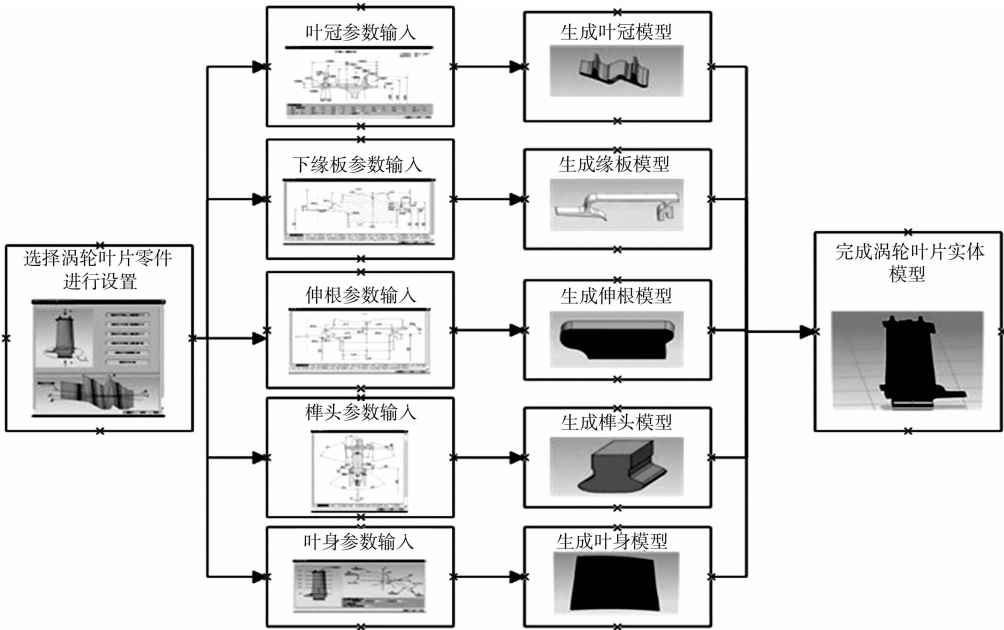 选择涡轮叶片零件
进行设置
叶冠参数输入
生成叶冠模型
下缘板参数输入
生成缘板模型
伸根参数输入
生成伸根模型
榫头参数输入
生成榫头模型
叶身参数输入
生成叶身模型
完成涡轮叶片实体
模型